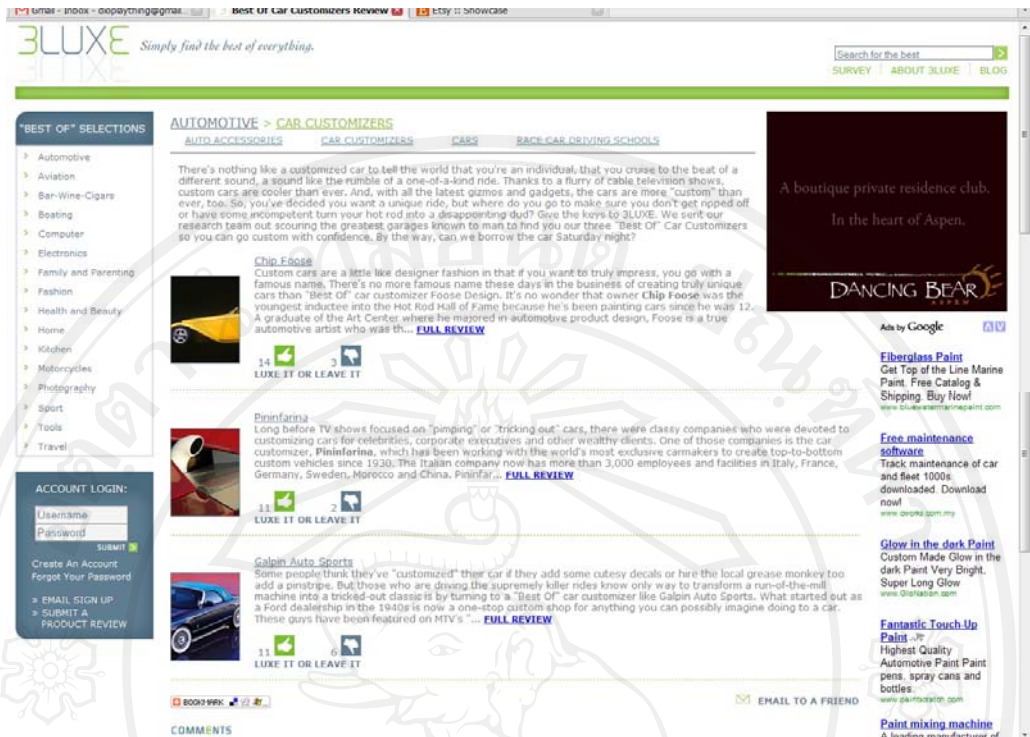 Gmail - Inbox - dioplaything@gmai...
Best Of Car Customizers Review
Etsy :: Showcase
3LUXE Simply find the best of everything.
Search for the best
SURVEY ABOUT 3LUXE BLOG
"BEST OF" SELECTIONS
Automotive
Aviation
Bar-Wine-Cigars
Boating
Computer
Electronics
Family and Parenting
Fashion
Health and Beauty
Home
Kitchen
Motorcycles
Photography
Sport
Tools
Travel
ACCOUNT LOGIN:
Username
Password
SUBMIT
Create An Account
Forgot Your Password
» EMAIL SIGN UP
» SUBMIT A
PRODUCT REVIEW
AUTOMOTIVE > CAR CUSTOMIZERS
AUTO ACCESSORIES CAR CUSTOMIZERS CARS RACE CAR DRIVING SCHOOLS
There's nothing like a customized car to tell the world that you're an individual, that you cruise to the beat of a
different sound, a sound like the rumble of a one-of-a-kind ride. Thanks to a flurry of cable television shows,
custom cars are cooler than ever. And, with all the latest gizmos and gadgets, the cars are more "custom" than
ever, too. So, you've decided you want a unique ride, but where do you go to make sure you don't get ripped off
or have some incompetent turn your hot rod into a disappointing dud? Give the keys to 3LUXE. We sent our
research team out scouring the greatest garages known to man to find you our three "Best Of" Car Customizers
so you can go custom with confidence. By the way, can we borrow the car Saturday night?
Chip Foose
Custom cars are a little like designer fashion in that if you want to truly impress, you go with a
famous name. There's no more famous name these days in the business of creating truly unique
cars than "Best Of" car customizer Foose Design. It's no wonder that owner Chip Foose was the
youngest inductee into the Hot Rod Hall of Fame because he's been painting cars since he was 12.
A graduate of the Art Center where he majored in automotive product design, Foose is a true
automotive artist who was th... FULL REVIEW
14 3
LUXE IT OR LEAVE IT
Pininfarina
Long before TV shows focused on "pimping" or "tricking out" cars, there were classy companies who were devoted to
customizing cars for celebrities, corporate executives and other wealthy clients. One of those companies is the car
customizer, Pininfarina, which has been working with the world's most exclusive carmakers to create top-to-bottom
custom vehicles since 1930. The Italian company now has more than 3,000 employees and facilities in Italy, France,
Germany, Sweden, Morocco and China. Pininfar... FULL REVIEW
11 2
LUXE IT OR LEAVE IT
Galpin Auto Sports
Some people think they've "customized" their car if they add some cutesy decals or hire the local grease monkey too
add a pinstripe. But those who are driving the supremely killer rides know only way to transform a run-of-the-mill
machine into a tricked-out classic is by turning to a "Best Of" car customizer like Galpin Auto Sports. What started out as
a Ford dealership in the 1940s is now a one-stop custom shop for anything you can possibly imagine doing to a car.
These guys have been featured on MTV's "... FULL REVIEW
11 6
LUXE IT OR LEAVE IT
BOOKMARK
EMAIL TO A FRIEND
COMMENTS
A boutique private residence club.
In the heart of Aspen.
DANCING BEAR
ASPEN
Ads by Google
Fiberglass Paint
Get Top of the Line Marine
Paint. Free Catalog &
Shipping. Buy Now!
www.bluewatermarinepaint.com
Free maintenance
software
Track maintenance of car
and fleet 1000s
downloaded. Download
now!
Glow in the dark Paint
Custom Made Glow in the
dark Paint Very Bright,
Super Long Glow
www.GloNation.com
Fantastic Touch-Up
Paint
Highest Quality
Automotive Paint Paint
pens, spray cans and
bottles.
www.paintscratch.com
Paint mixing machine
A leading manufacturer of